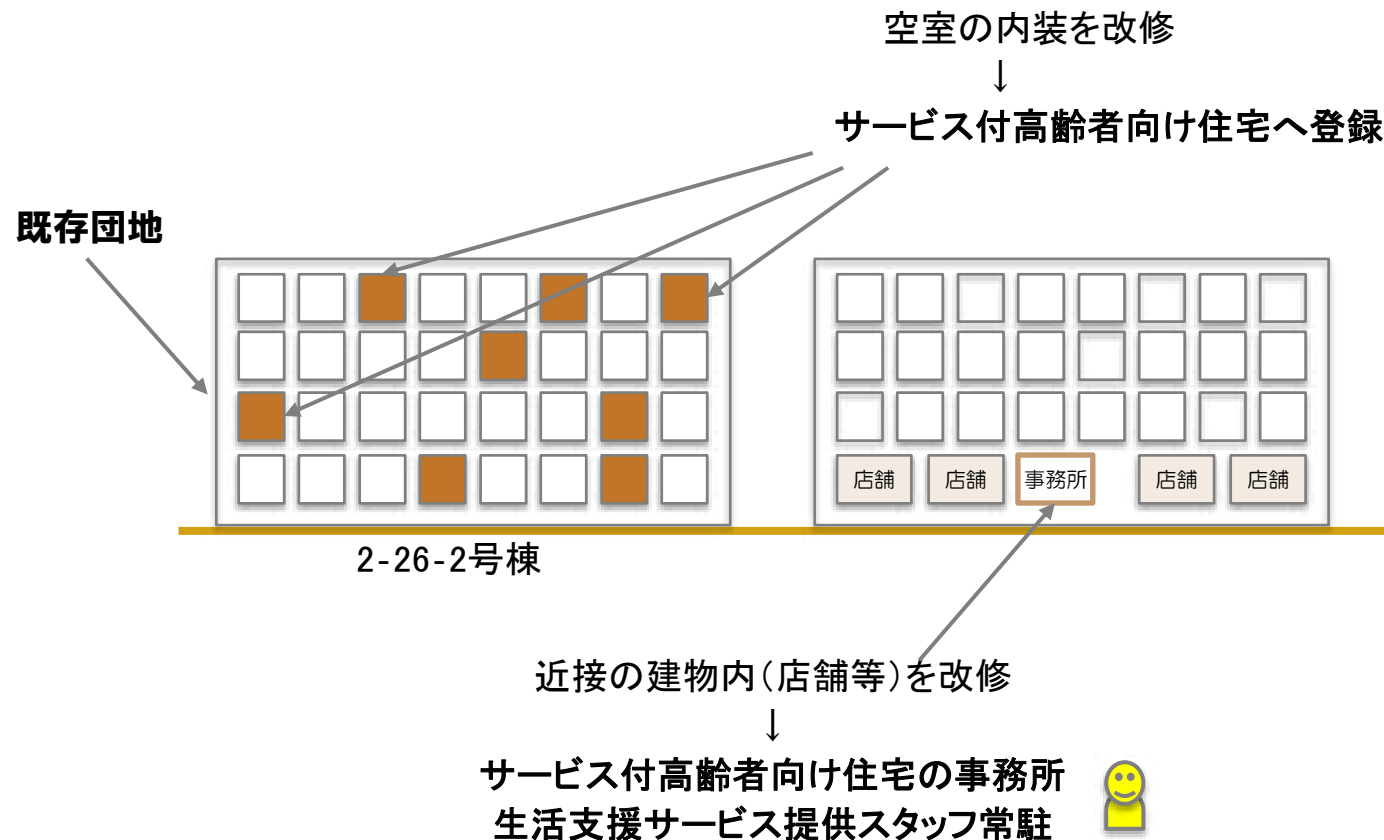 空室の内装を改修
↓
サービス付高齢者向け住宅へ登録
既存団地
店舗 店舗 事務所 店舗 店舗
2-26-2号棟
近接の建物内(店舗等)を改修
↓
サービス付高齢者向け住宅の事務所
生活支援サービス提供スタッフ常駐